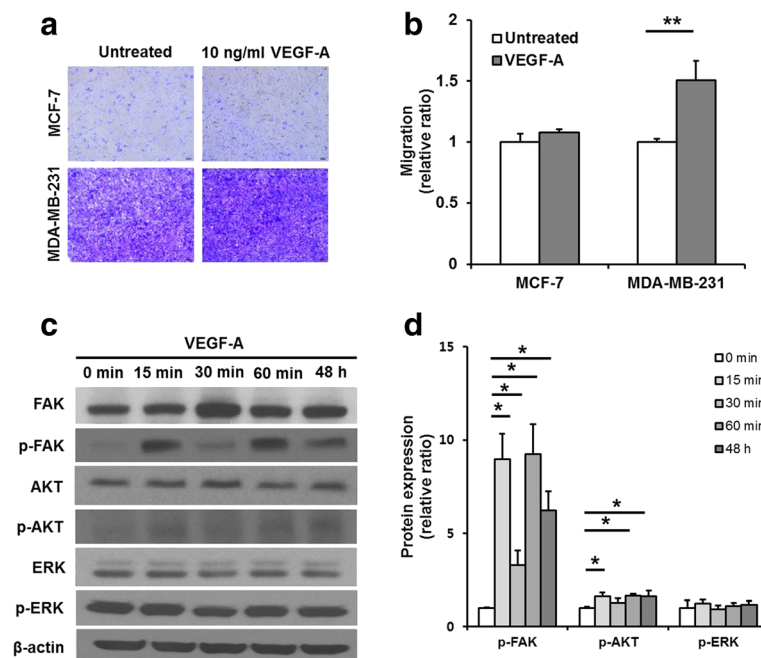 a
Untreated
10 ng/ml VEGF-A
MCF-7
MDA-MB-231
b
2
1.5
1
0.5
0
Migration
(relative ratio)
Untreated
VEGF-A
**
MCF-7
MDA-MB-231
c
VEGF-A
0 min 15 min 30 min 60 min 48 h
FAK
p-FAK
AKT
p-AKT
ERK
p-ERK
β-actin
d
15
10
5
0
Protein expression
(relative ratio)
*
*
*
*
*
*
*
0 min
15 min
30 min
60 min
48 h
p-FAK
p-AKT
p-ERK